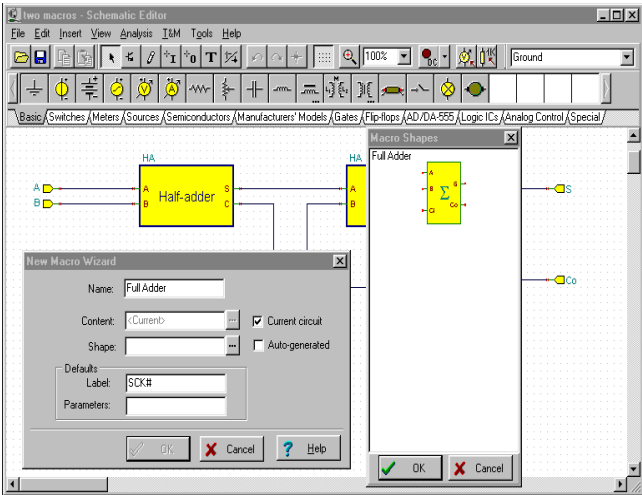 two macros - Schematic Editor
File Edit Insert View Analysis T&M Tools Help
100% DC Ground
Basic Switches Meters Sources Semiconductors Manufacturers' Models Gates Flip-flops AD/DA-555 Logic ICs Analog Control Special
Macro Shapes
Full Adder
A
B
Ci
Σ
S
Co
HA
HA
A
B
A
B
Half-adder
S
C
A
B
S
Co
New Macro Wizard
Name: Full Adder
Content: <Current> ... Current circuit
Shape: ... Auto-generated
Defaults
Label: SCK#
Parameters:
OK Cancel Help
OK Cancel